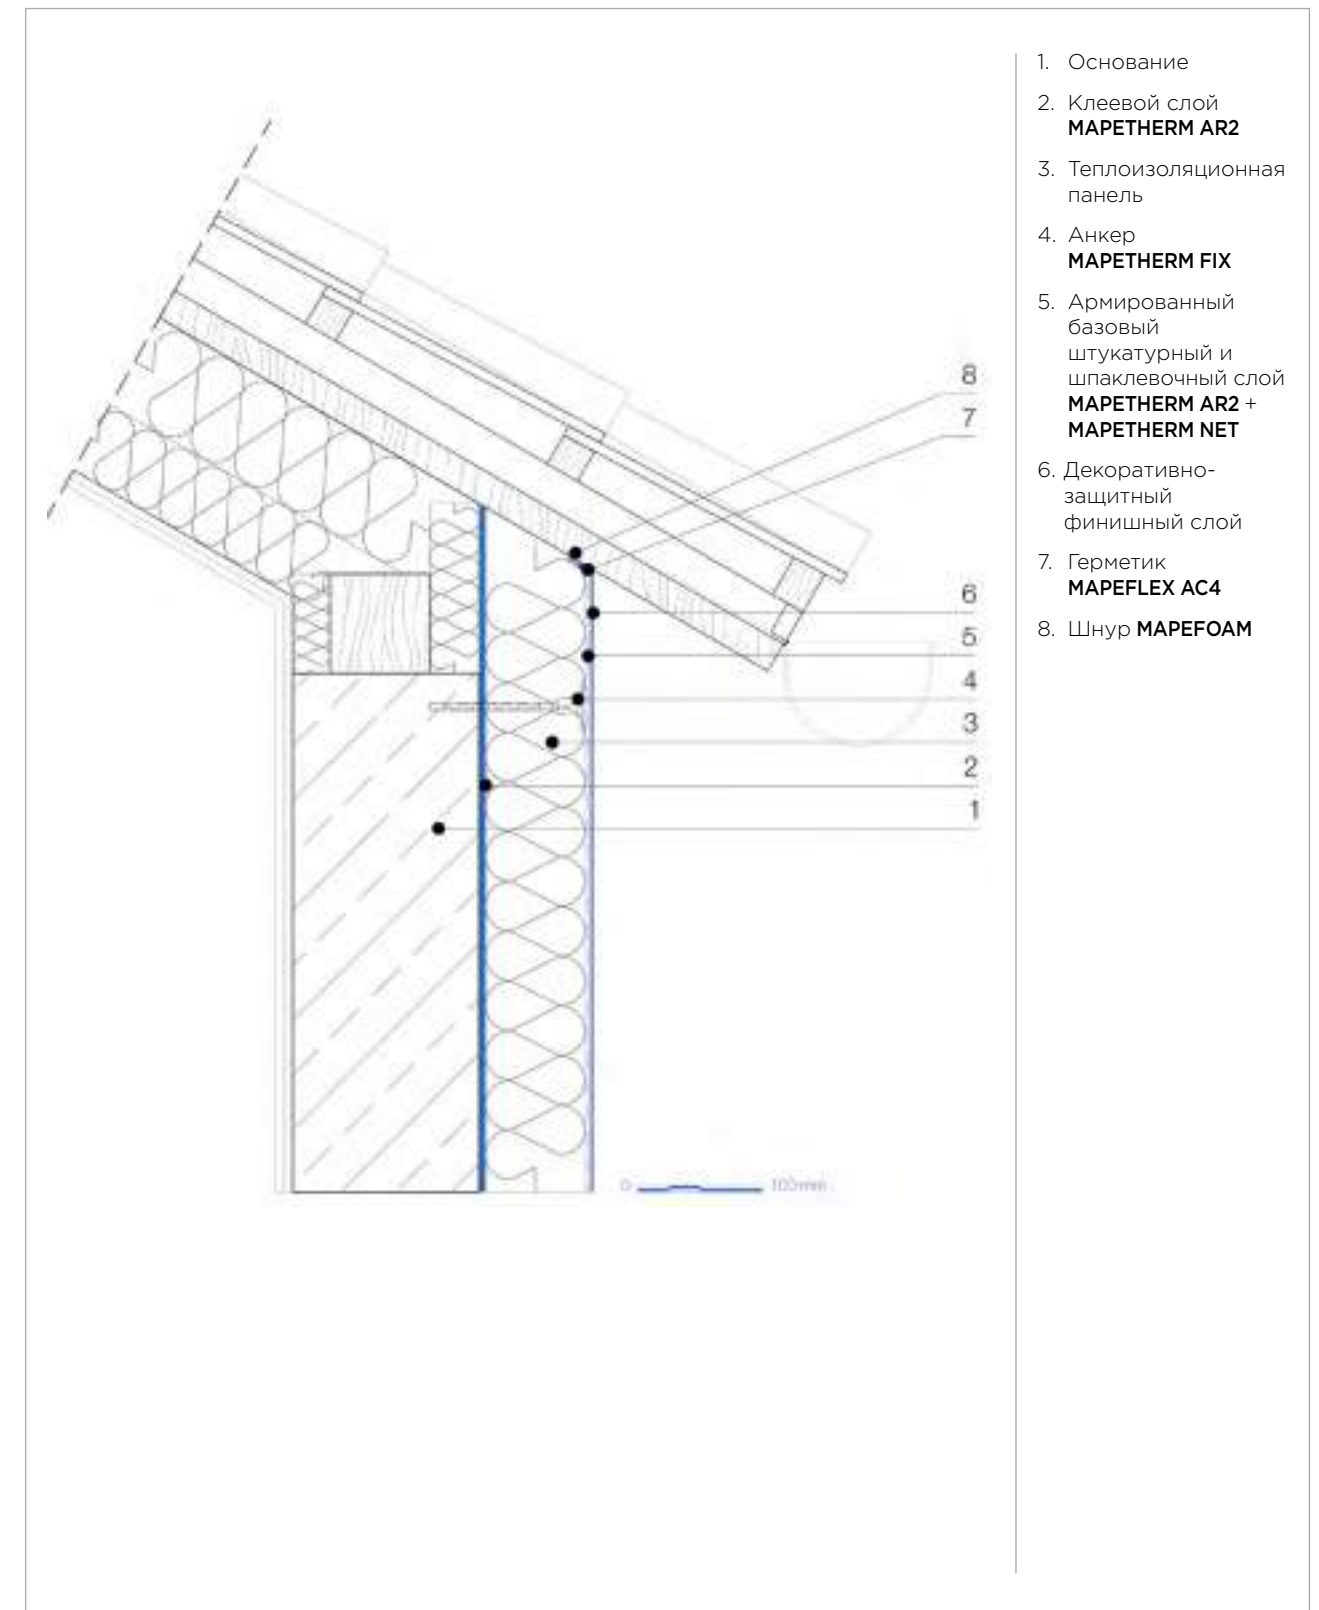 8
7
6
5
4
3
2
1
0 100mm
1. Основание
2. Клеевой слой
MAPETHERM AR2
3. Теплоизоляционная
панель
4. Анкер
MAPETHERM FIX
5. Армированный
базовый
штукатурный и
шпаклевочный слой
MAPETHERM AR2 +
MAPETHERM NET
6. Декоративно-
защитный
финишный слой
7. Герметик
MAPEFLEX AC4
8. Шнур MAPEFOAM